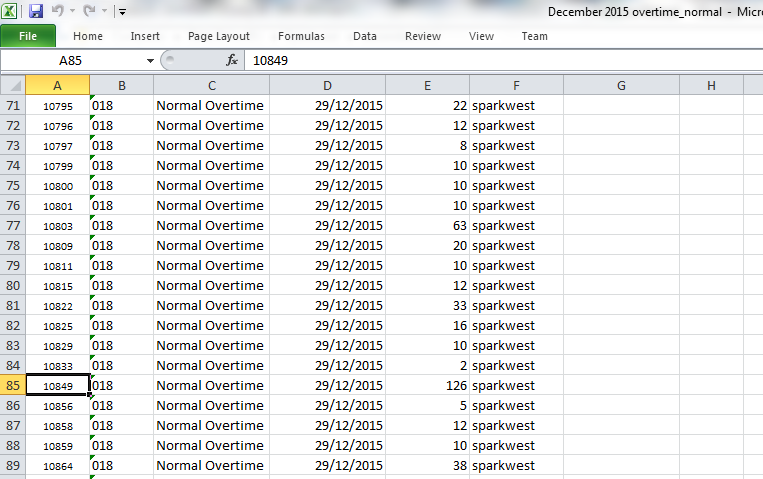 December 2015 overtime_normal - Micro
File Home Insert Page Layout Formulas Data Review View Team
A85 fx 10849
A B C D E F G H
71 10795 018 Normal Overtime 29/12/2015 22 sparkwest
72 10796 018 Normal Overtime 29/12/2015 12 sparkwest
73 10797 018 Normal Overtime 29/12/2015 8 sparkwest
74 10799 018 Normal Overtime 29/12/2015 10 sparkwest
75 10800 018 Normal Overtime 29/12/2015 10 sparkwest
76 10801 018 Normal Overtime 29/12/2015 10 sparkwest
77 10803 018 Normal Overtime 29/12/2015 63 sparkwest
78 10809 018 Normal Overtime 29/12/2015 20 sparkwest
79 10811 018 Normal Overtime 29/12/2015 10 sparkwest
80 10815 018 Normal Overtime 29/12/2015 12 sparkwest
81 10822 018 Normal Overtime 29/12/2015 33 sparkwest
82 10825 018 Normal Overtime 29/12/2015 16 sparkwest
83 10829 018 Normal Overtime 29/12/2015 10 sparkwest
84 10833 018 Normal Overtime 29/12/2015 2 sparkwest
85 10849 018 Normal Overtime 29/12/2015 126 sparkwest
86 10856 018 Normal Overtime 29/12/2015 5 sparkwest
87 10858 018 Normal Overtime 29/12/2015 12 sparkwest
88 10859 018 Normal Overtime 29/12/2015 10 sparkwest
89 10864 018 Normal Overtime 29/12/2015 38 sparkwest